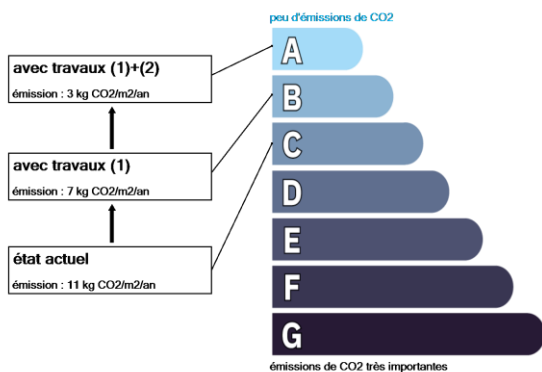 peu d'émissions de CO2
avec travaux (1)+(2)
émission : 3 kg CO2/m2/an
avec travaux (1)
émission : 7 kg CO2/m2/an
état actuel
émission : 11 kg CO2/m2/an
A
B
C
D
E
F
G
émissions de CO2 très importantes